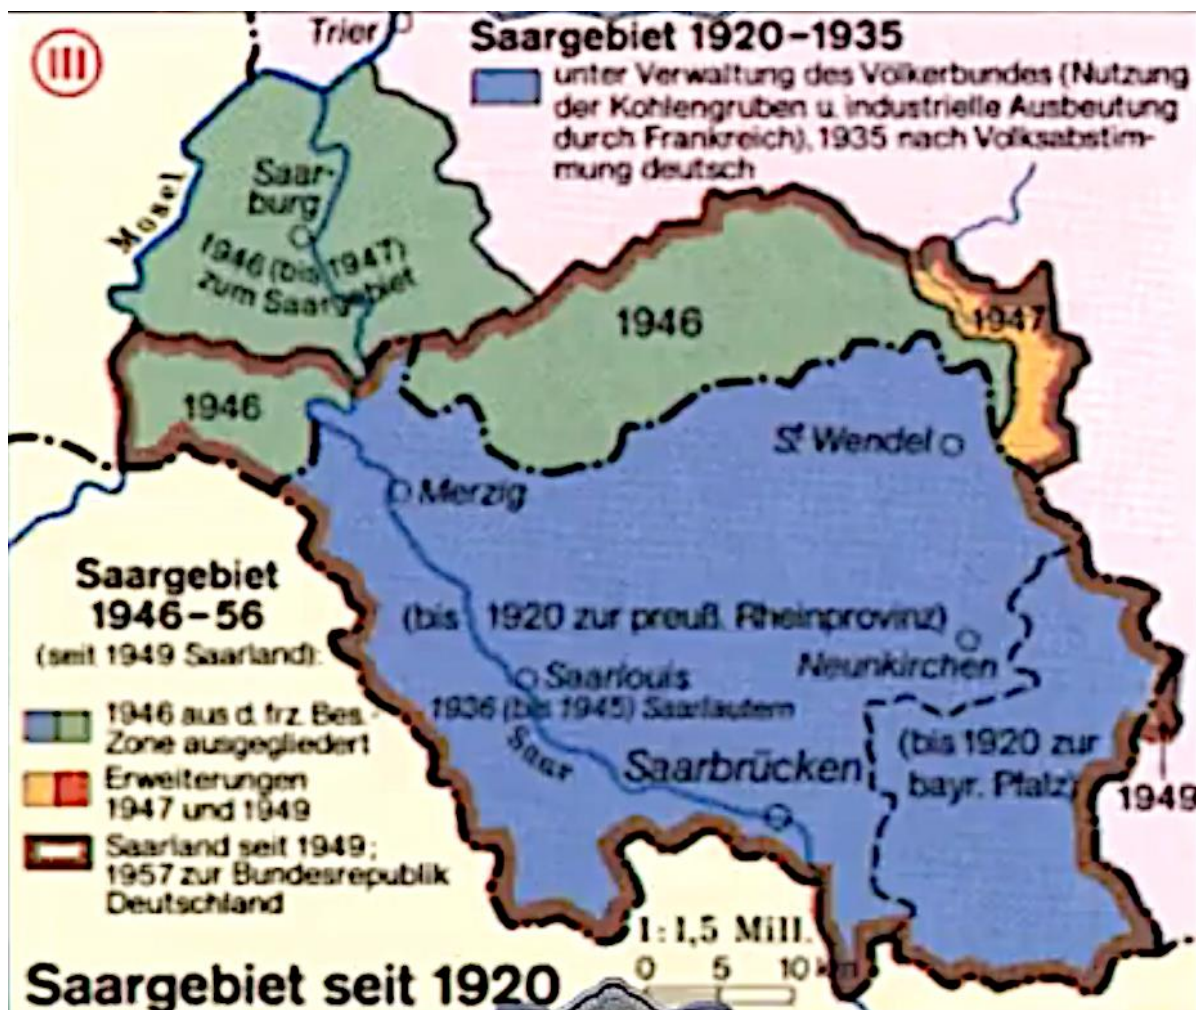 III
Trier
Saargebiet 1920–1935
unter Verwaltung des Völkerbundes (Nutzung
der Kohlengruben u. industrielle Ausbeutung
durch Frankreich), 1935 nach Volksabstim-
mung deutsch
Mosel
Saar-
burg
1946 (bis 1947)
zum Saargebiet
1946
1947
1946
St Wendel
Merzig
Saargebiet
1946–56
(seit 1949 Saarland):
(bis 1920 zur preuß. Rheinprovinz)
Neunkirchen
Saarlouis
1936 (bis 1945) Saarlautern
Saar
Saarbrücken
(bis 1920 zur
bayr. Pfalz)
1949
1946 aus d. frz. Bes.-
Zone ausgegliedert
Erweiterungen
1947 und 1949
Saarland seit 1949;
1957 zur Bundesrepublik
Deutschland
1:1,5 Mill.
0 5 10 km
Saargebiet seit 1920